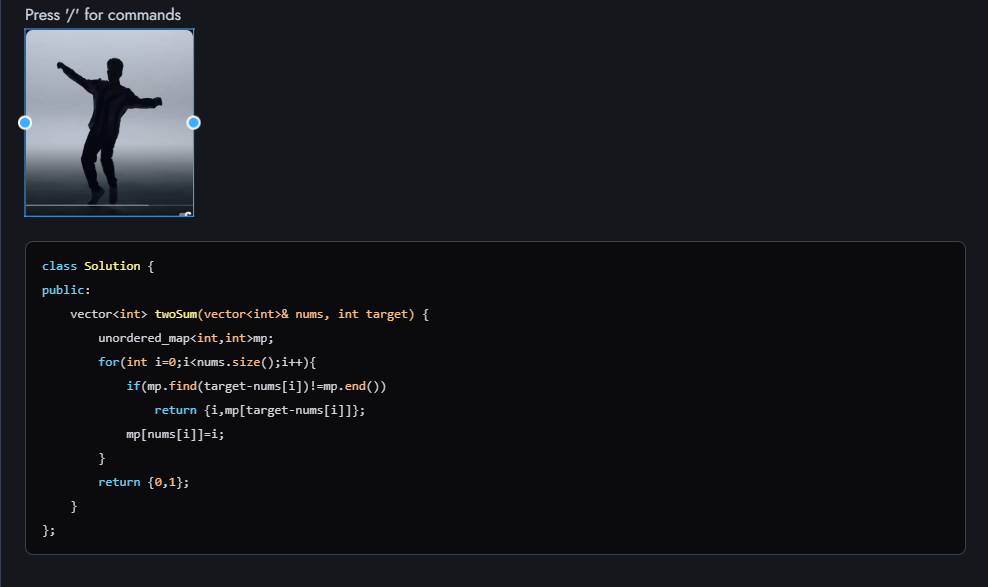 Press '/' for commands
class Solution {
public:
    vector<int> twoSum(vector<int>& nums, int target) {
        unordered_map<int,int>mp;
        for(int i=0;i<nums.size();i++){
            if(mp.find(target-nums[i])!=mp.end())
                return {i,mp[target-nums[i]]};
            mp[nums[i]]=i;
        }
        return {0,1};
    }
};